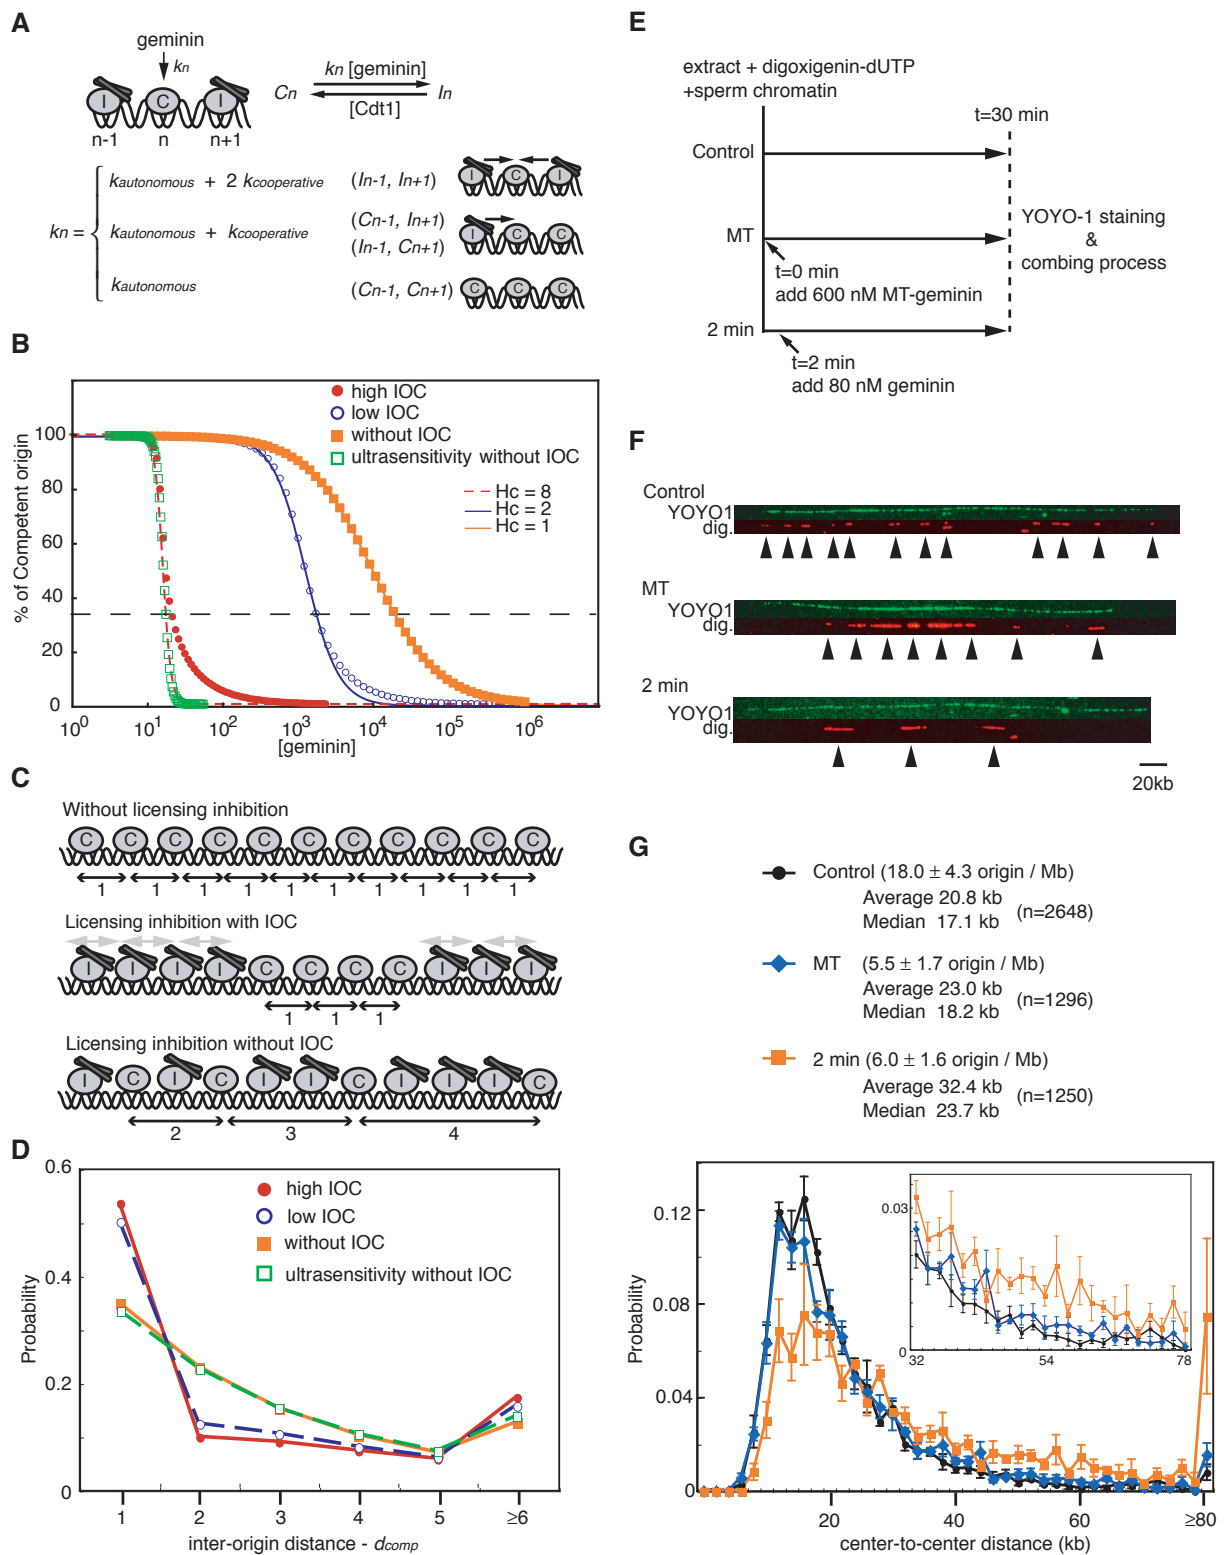 A
geminin
kn
I C I
n-1 n n+1
Cn kn [geminin] In
[Cdt1]
kn =
kautonomous + 2 kcooperative (In-1, In+1)
I C I
kautonomous + kcooperative (Cn-1, In+1)
(In-1, Cn+1)
I C C
kautonomous (Cn-1, Cn+1)
C C C
B
high IOC
low IOC
without IOC
ultrasensitivity without IOC
Hc = 8
Hc = 2
Hc = 1
% of Competent origin
100
80
60
40
20
0
10^0 10^1 10^2 10^3 10^4 10^5 10^6
[geminin]
C
Without licensing inhibition
C C C C C C C C C C C
1 1 1 1 1 1 1 1 1 1
Licensing inhibition with IOC
I I I I C C C C I I I
1 1 1
Licensing inhibition without IOC
I C I C I I C I I I C
2 3 4
D
high IOC
low IOC
without IOC
ultrasensitivity without IOC
Probability
0.6
0.4
0.2
0
1 2 3 4 5 ≥6
inter-origin distance - dcomp
E
extract + digoxigenin-dUTP
+sperm chromatin
t=30 min
Control
MT
t=0 min
add 600 nM MT-geminin
2 min
t=2 min
add 80 nM geminin
YOYO-1 staining
&
combing process
F
Control
YOYO1
dig.
MT
YOYO1
dig.
2 min
YOYO1
dig.
20kb
G
Control (18.0 ± 4.3 origin / Mb)
Average 20.8 kb
Median 17.1 kb
(n=2648)
MT (5.5 ± 1.7 origin / Mb)
Average 23.0 kb
Median 18.2 kb
(n=1296)
2 min (6.0 ± 1.6 origin / Mb)
Average 32.4 kb
Median 23.7 kb
(n=1250)
Probability
0.12
0.08
0.04
0
0.03
0
32 54 78
20 40 60 ≥80
center-to-center distance (kb)